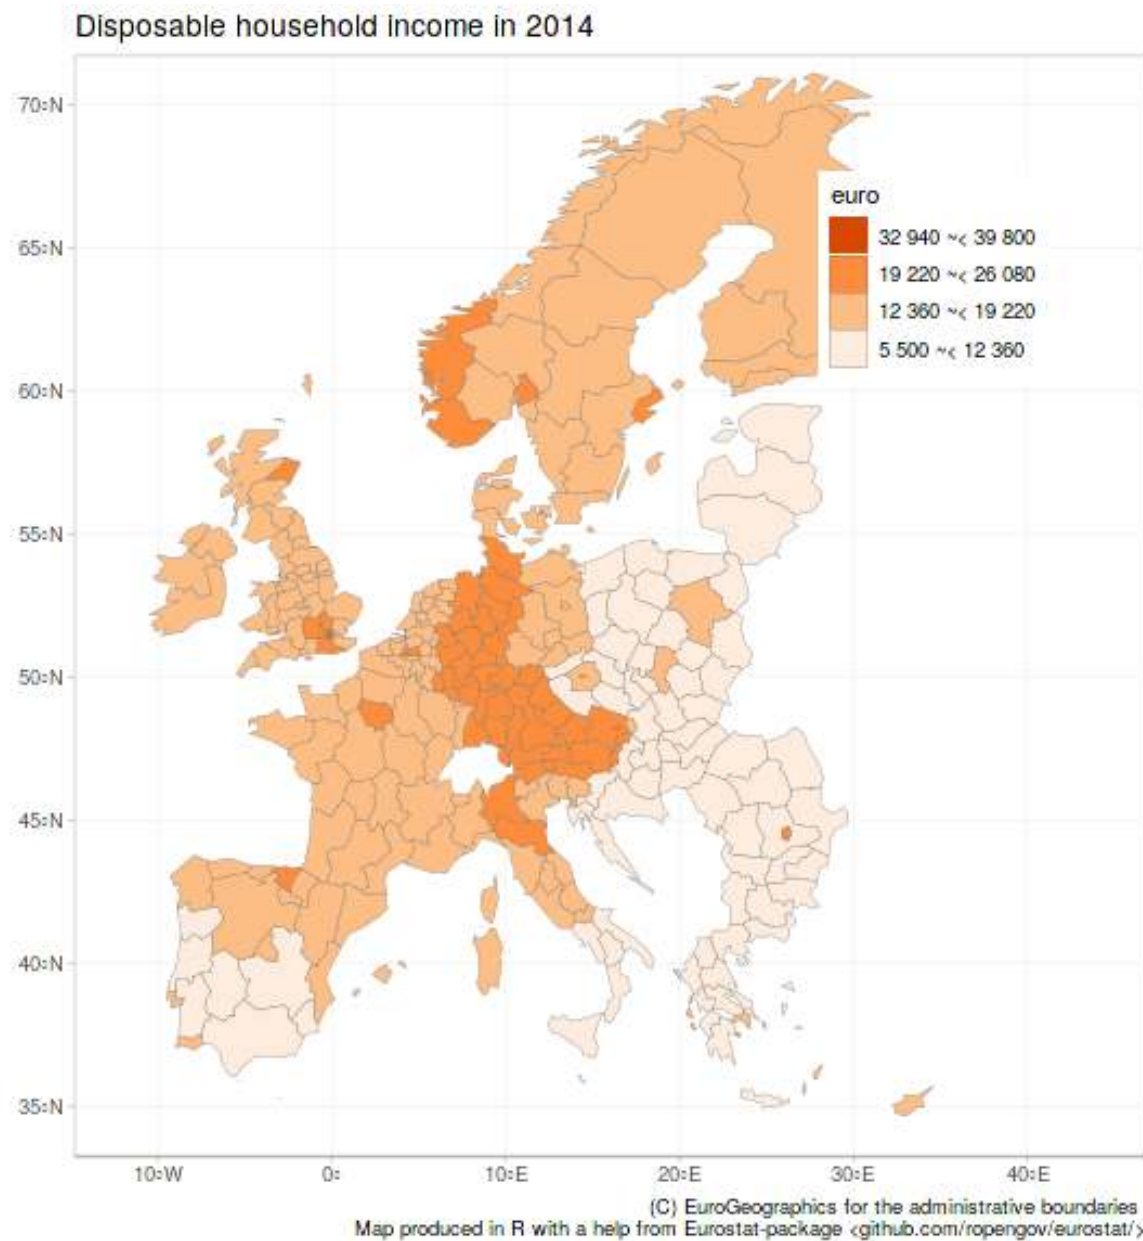 Disposable household income in 2014
70°N
65°N
60°N
55°N
50°N
45°N
40°N
35°N
euro
32 940 ~< 39 800
19 220 ~< 26 080
12 360 ~< 19 220
5 500 ~< 12 360
10°W 0° 10°E 20°E 30°E 40°E
(C) EuroGeographics for the administrative boundaries
Map produced in R with a help from Eurostat-package <github.com/ropengov/eurostat/>